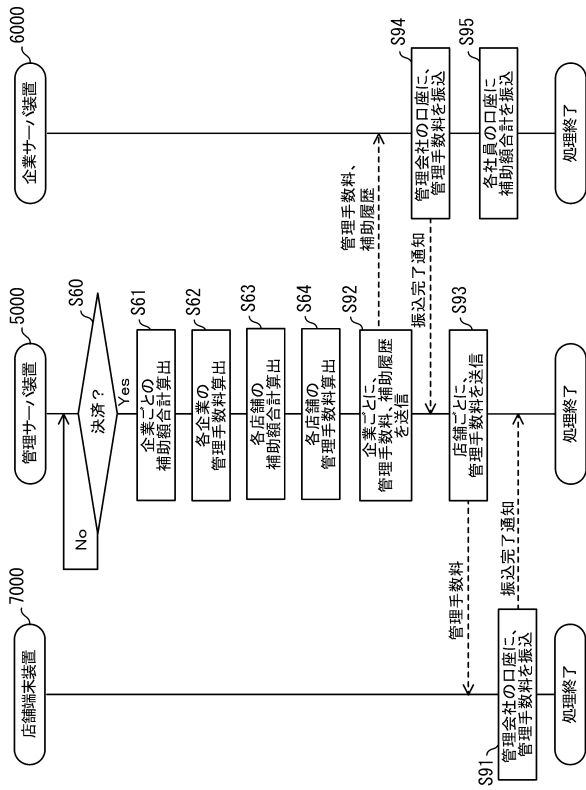 店舗端末装置
7000
管理サーバ装置
5000
企業サーバ装置
6000
決済？
S60
No
Yes
企業ごとの
補助額合計算出
S61
各企業の
管理手数料算出
S62
各店舗の
補助額合計算出
S63
各店舗の
管理手数料算出
S64
企業ごとに、
管理手数料、補助履歴
を送信
S92
管理手数料、
補助履歴
管理会社の口座に、
管理手数料を振込
S94
振込完了通知
店舗ごとに、
管理手数料を送信
S93
各社員の口座に
補助額合計を振込
S95
管理手数料
管理会社の口座に、
管理手数料を振込
S91
振込完了通知
処理終了
処理終了
処理終了